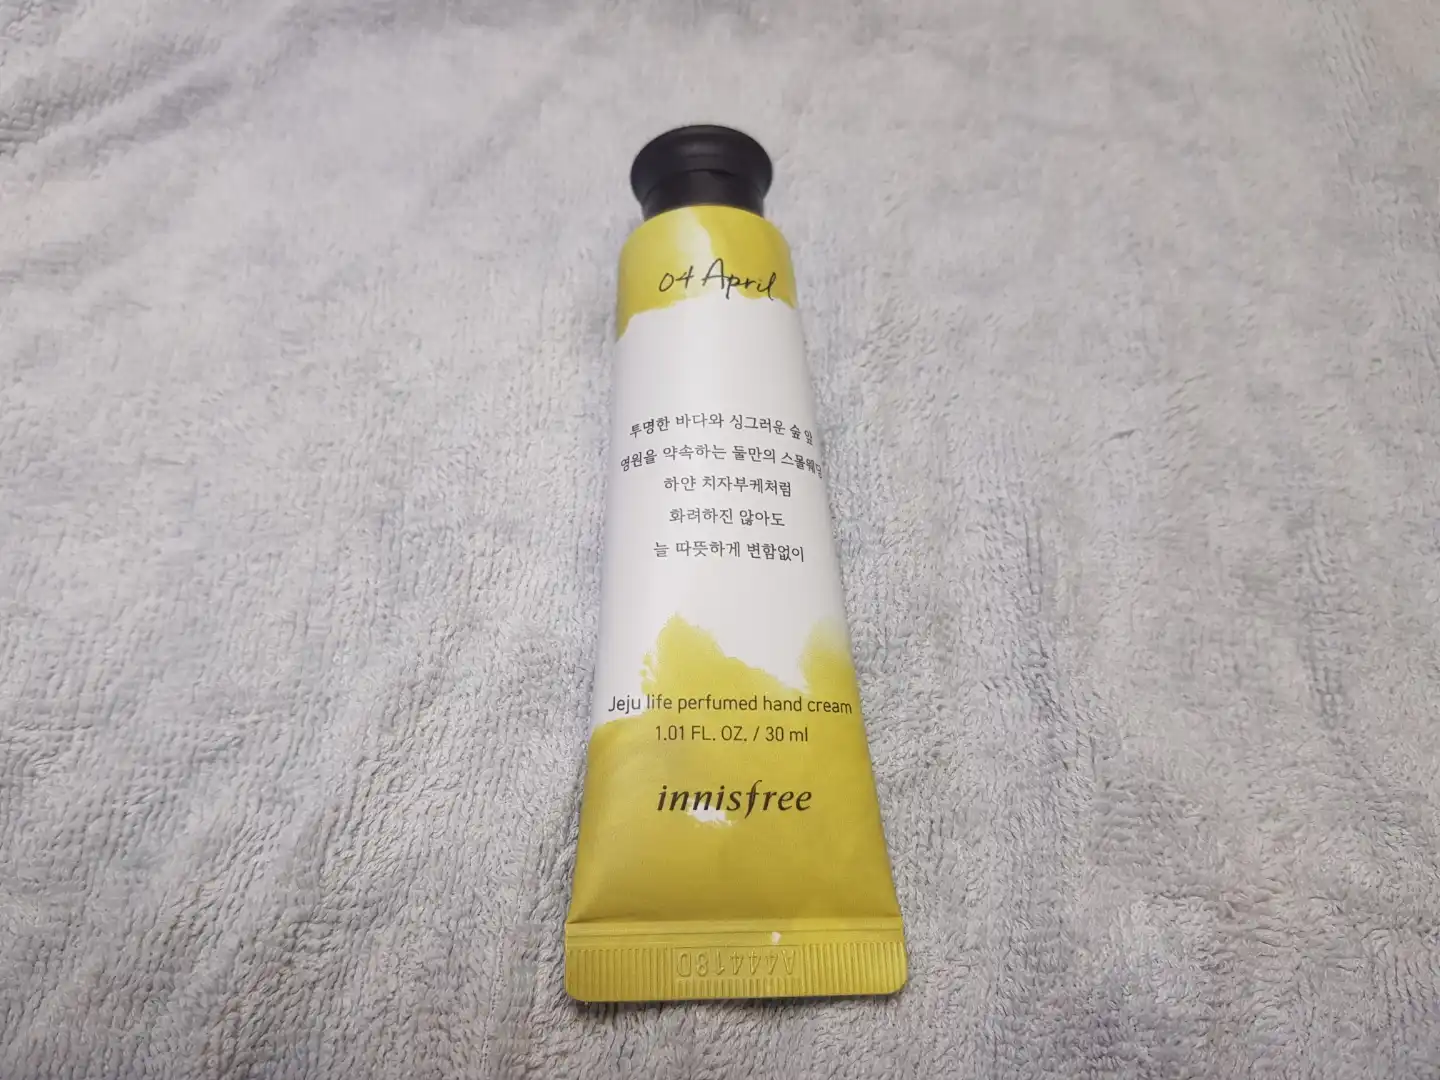 04 April
투명한 바다와 싱그러운 숲 앞
영원을 약속하는 둘만의 스몰웨딩
하얀 치자부케처럼
화려하진 않아도
늘 따뜻하게 변함없이
Jeju life perfumed hand cream
1.01 FL. OZ. / 30 ml
innisfree